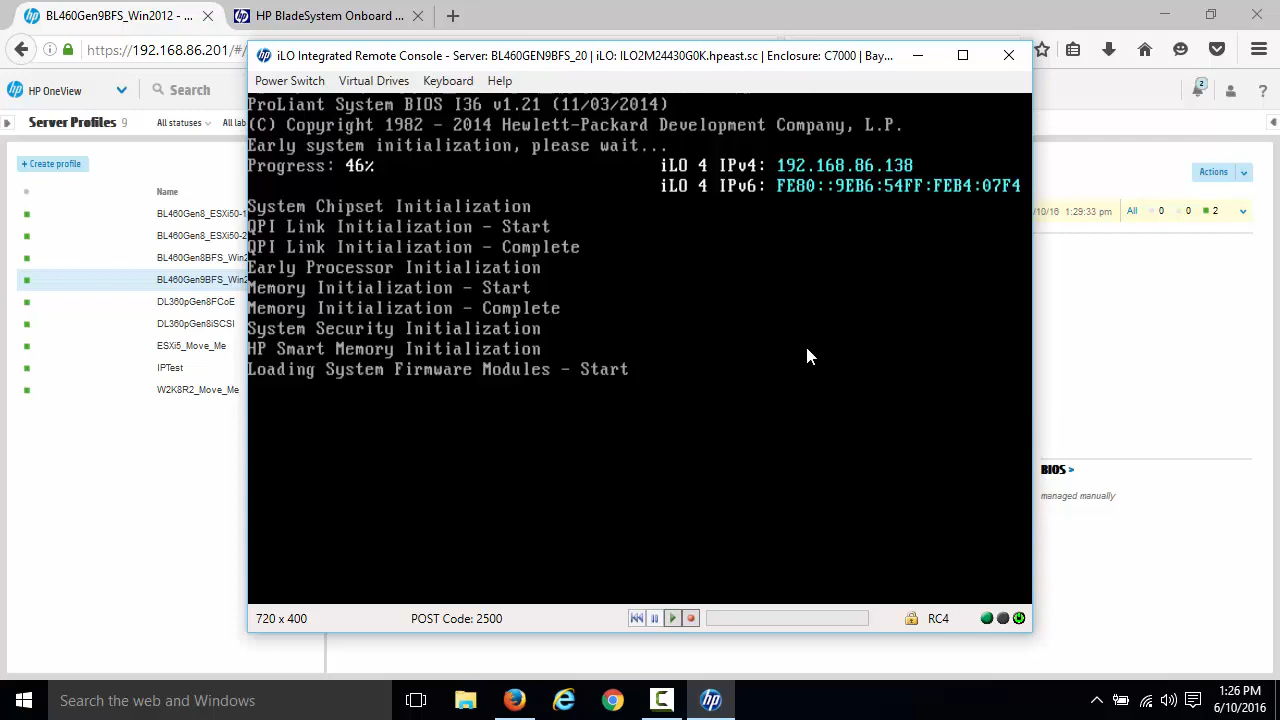 BL460Gen9BFS_Win2012 - ...
HP BladeSystem Onboard ...
https://192.168.86.201/#/
iLO Integrated Remote Console - Server: BL460GEN9BFS_20 | iLO: ILO2M24430G0K.hpeast.sc | Enclosure: C7000 | Bay...
Power Switch Virtual Drives Keyboard Help
HP OneView
Search
2
?
Server Profiles 9
All statuses
All lab
+ Create profile
Actions
Name
BL460Gen8_ESXi50-1
/10/16 1:29:33 pm All 0 0 2
BL460Gen8_ESXi50-2
BL460Gen8BFS_Win2
BL460Gen9BFS_Win2
DL360pGen8FCoE
DL360pGen8iSCSI
ESXi5_Move_Me
IPTest
W2K8R2_Move_Me
ProLiant System BIOS I36 v1.21 (11/03/2014)
(C) Copyright 1982 - 2014 Hewlett-Packard Development Company, L.P.
Early system initialization, please wait...
Progress: 46% iLO 4 IPv4: 192.168.86.138
iLO 4 IPv6: FE80::9EB6:54FF:FEB4:07F4
System Chipset Initialization
QPI Link Initialization - Start
QPI Link Initialization - Complete
Early Processor Initialization
Memory Initialization - Start
Memory Initialization - Complete
System Security Initialization
HP Smart Memory Initialization
Loading System Firmware Modules - Start
BIOS >
managed manually
720 x 400 POST Code: 2500 RC4
Search the web and Windows
1:26 PM
6/10/2016